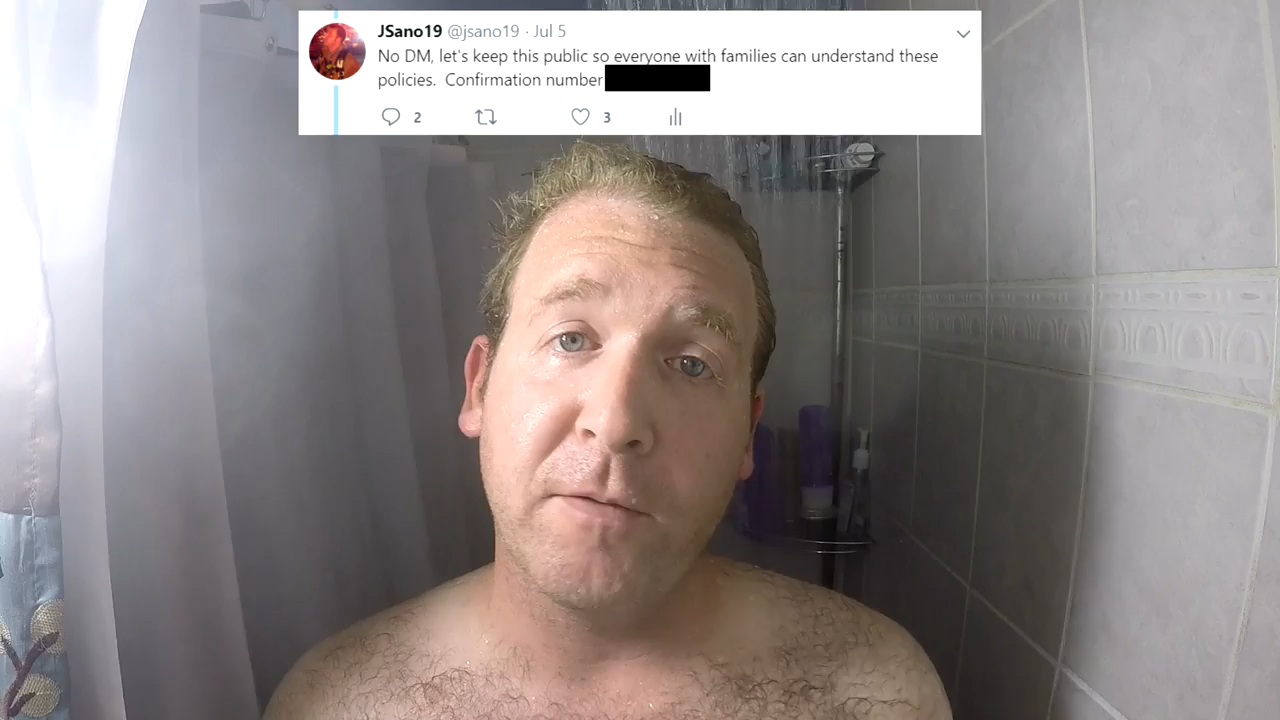 JSano19 @jsano19 · Jul 5
No DM, let's keep this public so everyone with families can understand these
policies. Confirmation number
2 3